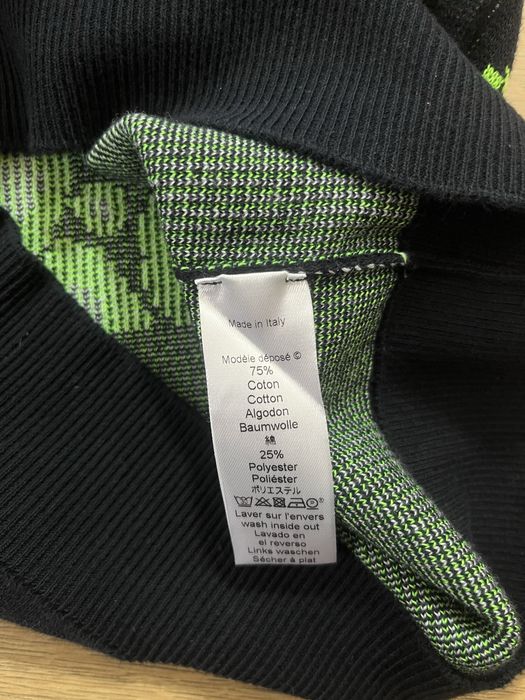 Made in Italy
Modèle déposé ©
75%
Coton
Cotton
Algodon
Baumwolle
綿
25%
Polyester
Poliéster
ポリエステル
Laver sur l'envers
wash inside out
Lavado en
el reverso
Links waschen
Sécher à plat